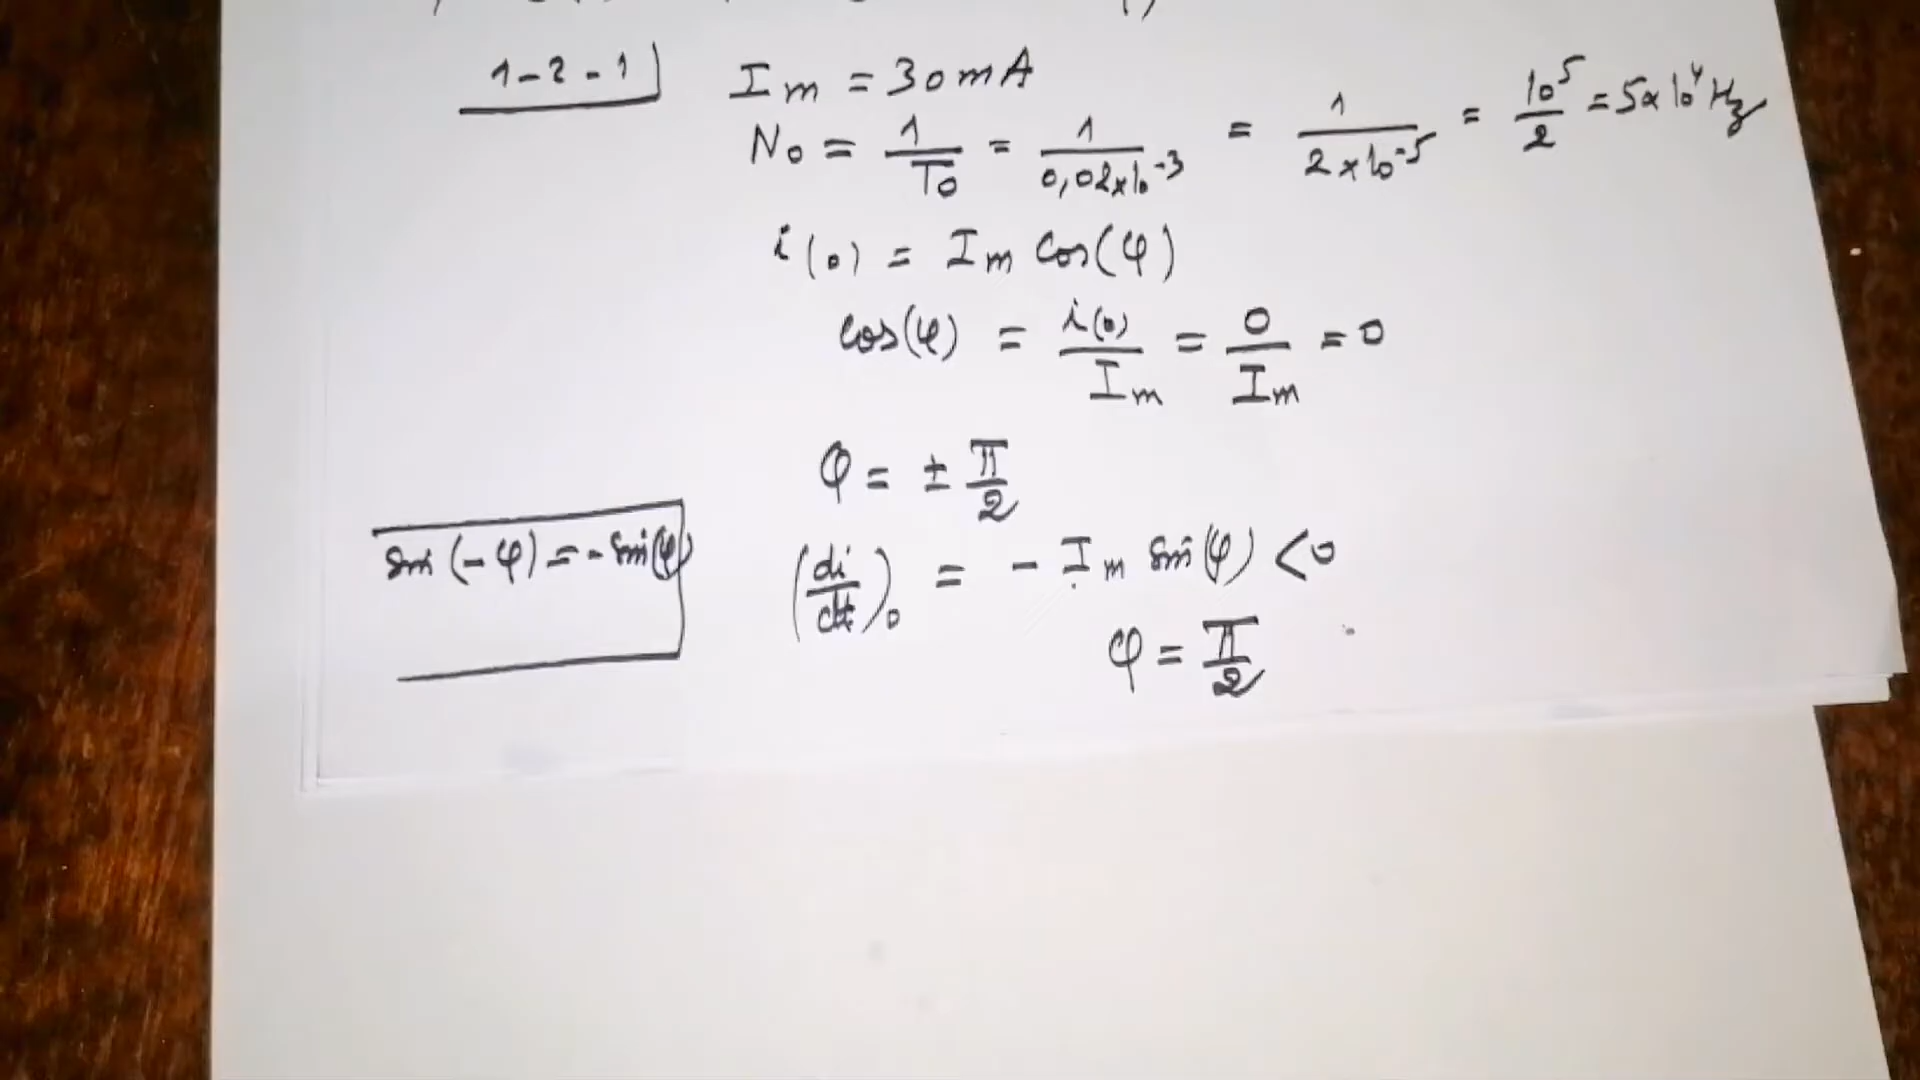 1-2-1
Im = 30mA
N0 = 1/T0 = 1/0,02x10^-3 = 1/2x10^-5 = 10^5/2 = 5x10^4 Hz
i(0) = Im cos(φ)
cos(φ) = i(0)/Im = 0/Im = 0
φ = ± π/2
sin(-φ) = - sin(φ)
(di/dt)0 = - Im sin(φ) < 0
φ = π/2